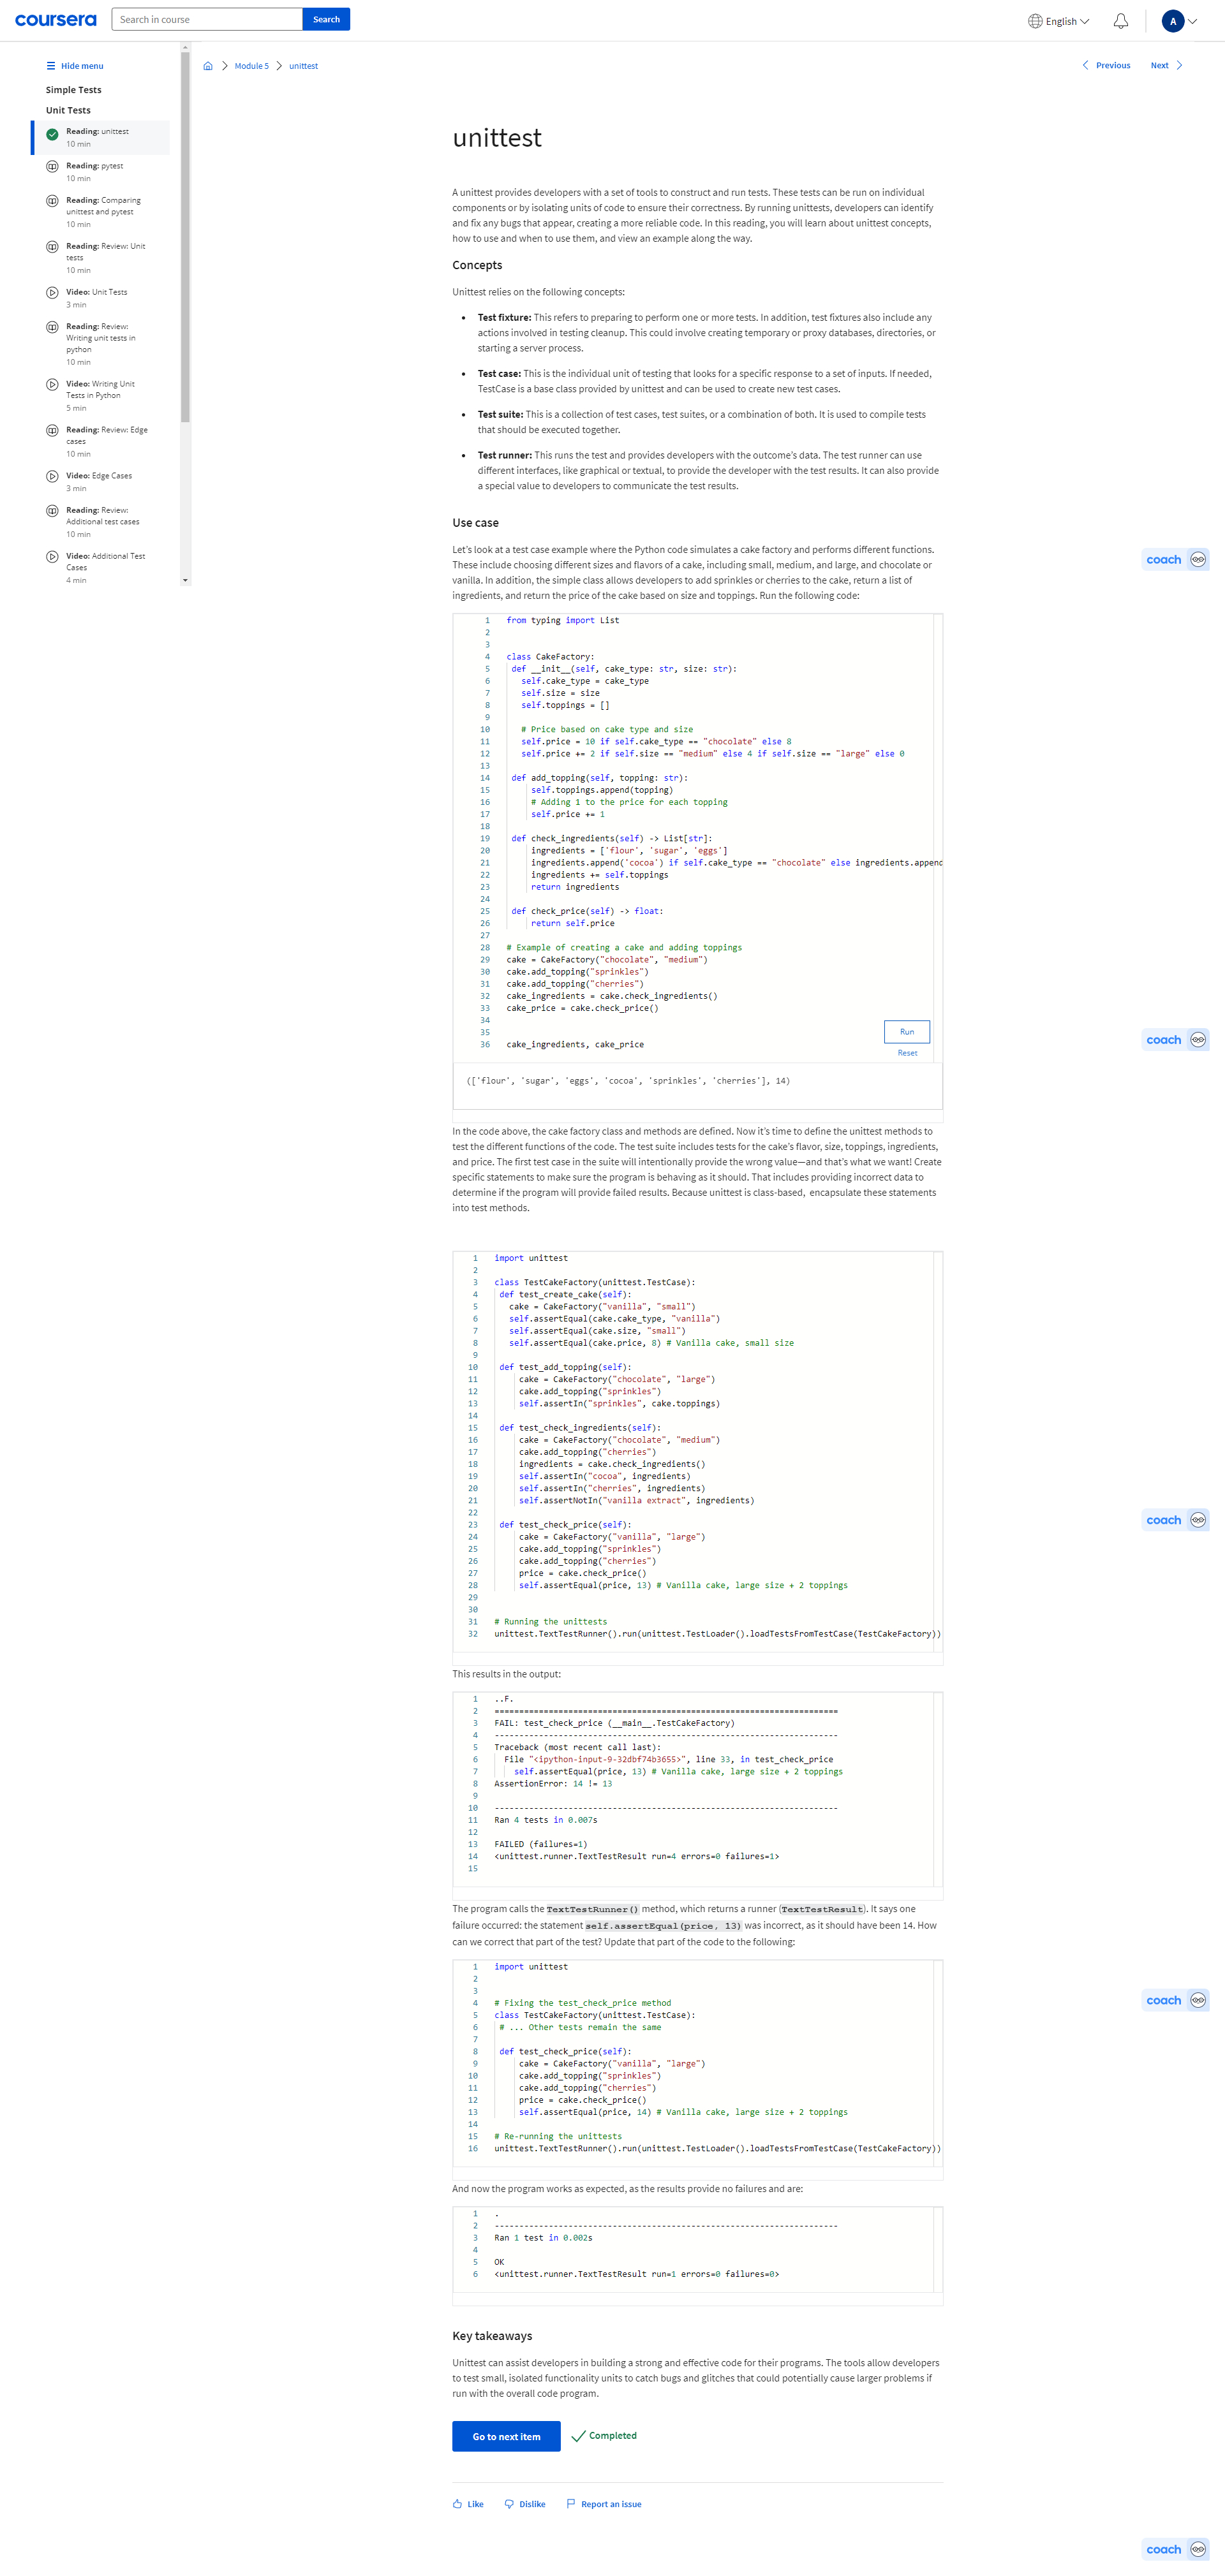 coursera
Search in course
Search
English
A
Hide menu
Simple Tests
Unit Tests
Reading: unittest
10 min
Reading: pytest
10 min
Reading: Comparing
unittest and pytest
10 min
Reading: Review: Unit
tests
10 min
Video: Unit Tests
3 min
Reading: Review:
Writing unit tests in
python
10 min
Video: Writing Unit
Tests in Python
5 min
Reading: Review: Edge
cases
10 min
Video: Edge Cases
3 min
Reading: Review:
Additional test cases
10 min
Video: Additional Test
Cases
4 min
Module 5
unittest
Previous
Next
unittest
A unittest provides developers with a set of tools to construct and run tests. These tests can be run on individual
components or by isolating units of code to ensure their correctness. By running unittests, developers can identify
and fix any bugs that appear, creating a more reliable code. In this reading, you will learn about unittest concepts,
how to use and when to use them, and view an example along the way.
Concepts
Unittest relies on the following concepts:
• Test fixture: This refers to preparing to perform one or more tests. In addition, test fixtures also include any
actions involved in testing cleanup. This could involve creating temporary or proxy databases, directories, or
starting a server process.
• Test case: This is the individual unit of testing that looks for a specific response to a set of inputs. If needed,
TestCase is a base class provided by unittest and can be used to create new test cases.
• Test suite: This is a collection of test cases, test suites, or a combination of both. It is used to compile tests
that should be executed together.
• Test runner: This runs the test and provides developers with the outcome's data. The test runner can use
different interfaces, like graphical or textual, to provide the developer with the test results. It can also provide
a special value to developers to communicate the test results.
Use case
Let's look at a test case example where the Python code simulates a cake factory and performs different functions.
These include choosing different sizes and flavors of a cake, including small, medium, and large, and chocolate or
vanilla. In addition, the simple class allows developers to add sprinkles or cherries to the cake, return a list of
ingredients, and return the price of the cake based on size and toppings. Run the following code:
1 from typing import List
2
3
4 class CakeFactory:
5 def __init__(self, cake_type: str, size: str):
6 self.cake_type = cake_type
7 self.size = size
8 self.toppings = []
9
10 # Price based on cake type and size
11 self.price = 10 if self.cake_type == "chocolate" else 8
12 self.price += 2 if self.size == "medium" else 4 if self.size == "large" else 0
13
14 def add_topping(self, topping: str):
15 self.toppings.append(topping)
16 # Adding 1 to the price for each topping
17 self.price += 1
18
19 def check_ingredients(self) -> List[str]:
20 ingredients = ['flour', 'sugar', 'eggs']
21 ingredients.append('cocoa') if self.cake_type == "chocolate" else ingredients.append
22 ingredients += self.toppings
23 return ingredients
24
25 def check_price(self) -> float:
26 return self.price
27
28 # Example of creating a cake and adding toppings
29 cake = CakeFactory("chocolate", "medium")
30 cake.add_topping("sprinkles")
31 cake.add_topping("cherries")
32 cake_ingredients = cake.check_ingredients()
33 cake_price = cake.check_price()
34
35
36 cake_ingredients, cake_price
Run
Reset
(['flour', 'sugar', 'eggs', 'cocoa', 'sprinkles', 'cherries'], 14)
In the code above, the cake factory class and methods are defined. Now it's time to define the unittest methods to
test the different functions of the code. The test suite includes tests for the cake's flavor, size, toppings, ingredients,
and price. The first test case in the suite will intentionally provide the wrong value—and that's what we want! Create
specific statements to make sure the program is behaving as it should. That includes providing incorrect data to
determine if the program will provide failed results. Because unittest is class-based, encapsulate these statements
into test methods.
1 import unittest
2
3 class TestCakeFactory(unittest.TestCase):
4 def test_create_cake(self):
5 cake = CakeFactory("vanilla", "small")
6 self.assertEqual(cake.cake_type, "vanilla")
7 self.assertEqual(cake.size, "small")
8 self.assertEqual(cake.price, 8) # Vanilla cake, small size
9
10 def test_add_topping(self):
11 cake = CakeFactory("chocolate", "large")
12 cake.add_topping("sprinkles")
13 self.assertIn("sprinkles", cake.toppings)
14
15 def test_check_ingredients(self):
16 cake = CakeFactory("chocolate", "medium")
17 cake.add_topping("cherries")
18 ingredients = cake.check_ingredients()
19 self.assertIn("cocoa", ingredients)
20 self.assertIn("cherries", ingredients)
21 self.assertNotIn("vanilla extract", ingredients)
22
23 def test_check_price(self):
24 cake = CakeFactory("vanilla", "large")
25 cake.add_topping("sprinkles")
26 cake.add_topping("cherries")
27 price = cake.check_price()
28 self.assertEqual(price, 13) # Vanilla cake, large size + 2 toppings
29
30
31 # Running the unittests
32 unittest.TextTestRunner().run(unittest.TestLoader().loadTestsFromTestCase(TestCakeFactory))
This results in the output:
1 ..F.
2 ======================================================================
3 FAIL: test_check_price (__main__.TestCakeFactory)
4 ----------------------------------------------------------------------
5 Traceback (most recent call last):
6 File "<ipython-input-9-32dbf74b3655>", line 33, in test_check_price
7 self.assertEqual(price, 13) # Vanilla cake, large size + 2 toppings
8 AssertionError: 14 != 13
9
10 ----------------------------------------------------------------------
11 Ran 4 tests in 0.007s
12
13 FAILED (failures=1)
14 <unittest.runner.TextTestResult run=4 errors=0 failures=1>
15
The program calls the TextTestRunner() method, which returns a runner (TextTestResult). It says one
failure occurred: the statement self.assertEqual(price, 13) was incorrect, as it should have been 14. How
can we correct that part of the test? Update that part of the code to the following:
1 import unittest
2
3
4 # Fixing the test_check_price method
5 class TestCakeFactory(unittest.TestCase):
6 # ... Other tests remain the same
7
8 def test_check_price(self):
9 cake = CakeFactory("vanilla", "large")
10 cake.add_topping("sprinkles")
11 cake.add_topping("cherries")
12 price = cake.check_price()
13 self.assertEqual(price, 14) # Vanilla cake, large size + 2 toppings
14
15 # Re-running the unittests
16 unittest.TextTestRunner().run(unittest.TestLoader().loadTestsFromTestCase(TestCakeFactory))
And now the program works as expected, as the results provide no failures and are:
1 .
2 ----------------------------------------------------------------------
3 Ran 1 test in 0.002s
4
5 OK
6 <unittest.runner.TextTestResult run=1 errors=0 failures=0>
Key takeaways
Unittest can assist developers in building a strong and effective code for their programs. The tools allow developers
to test small, isolated functionality units to catch bugs and glitches that could potentially cause larger problems if
run with the overall code program.
Go to next item
Completed
Like
Dislike
Report an issue
coach
coach
coach
coach
coach